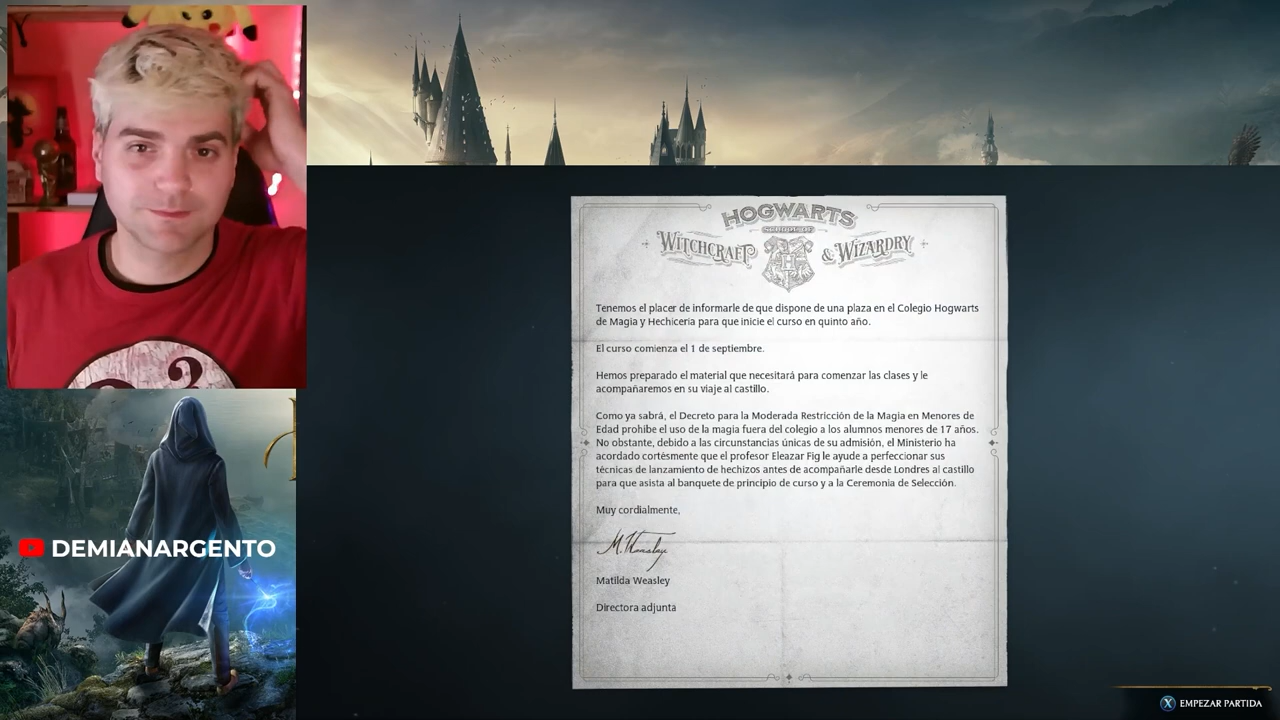 HOGWARTS
WITCHCRAFT & WIZARDRY
H
Tenemos el placer de informarle de que dispone de una plaza en el Colegio Hogwarts
de Magia y Hechicería para que inicie el curso en quinto año.
El curso comienza el 1 de septiembre.
Hemos preparado el material que necesitará para comenzar las clases y le
acompañaremos en su viaje al castillo.
Como ya sabrá, el Decreto para la Moderada Restricción de la Magia en Menores de
Edad prohíbe el uso de la magia fuera del colegio a los alumnos menores de 17 años.
No obstante, debido a las circunstancias únicas de su admisión, el Ministerio ha
acordado cortésmente que el profesor Eleazar Fig le ayude a perfeccionar sus
técnicas de lanzamiento de hechizos antes de acompañarle desde Londres al castillo
para que asista al banquete de principio de curso y a la Ceremonia de Selección.
Muy cordialmente,
M. Weasley
Matilda Weasley
Directora adjunta
DEMIANARGENTO
X EMPEZAR PARTIDA